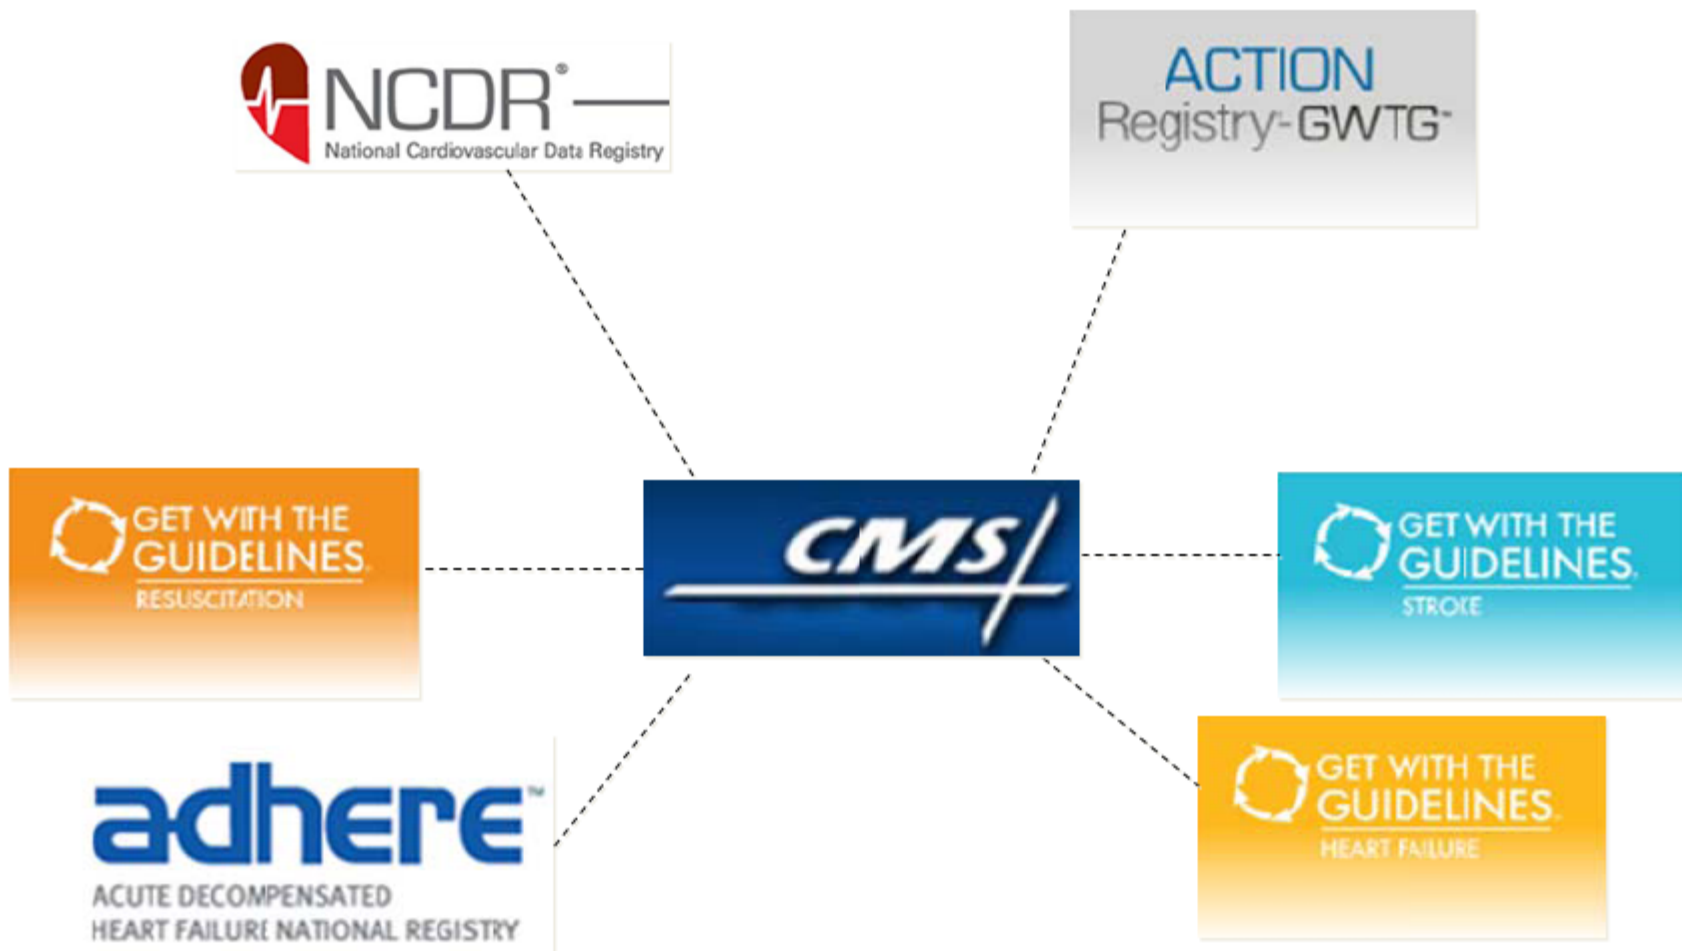 NCDR®
National Cardiovascular Data Registry
ACTION
Registry-GWTG™
GET WITH THE
GUIDELINES®
RESUSCITATION
CMS
GET WITH THE
GUIDELINES®
STROKE
adhere™
ACUTE DECOMPENSATED
HEART FAILURE NATIONAL REGISTRY
GET WITH THE
GUIDELINES®
HEART FAILURE